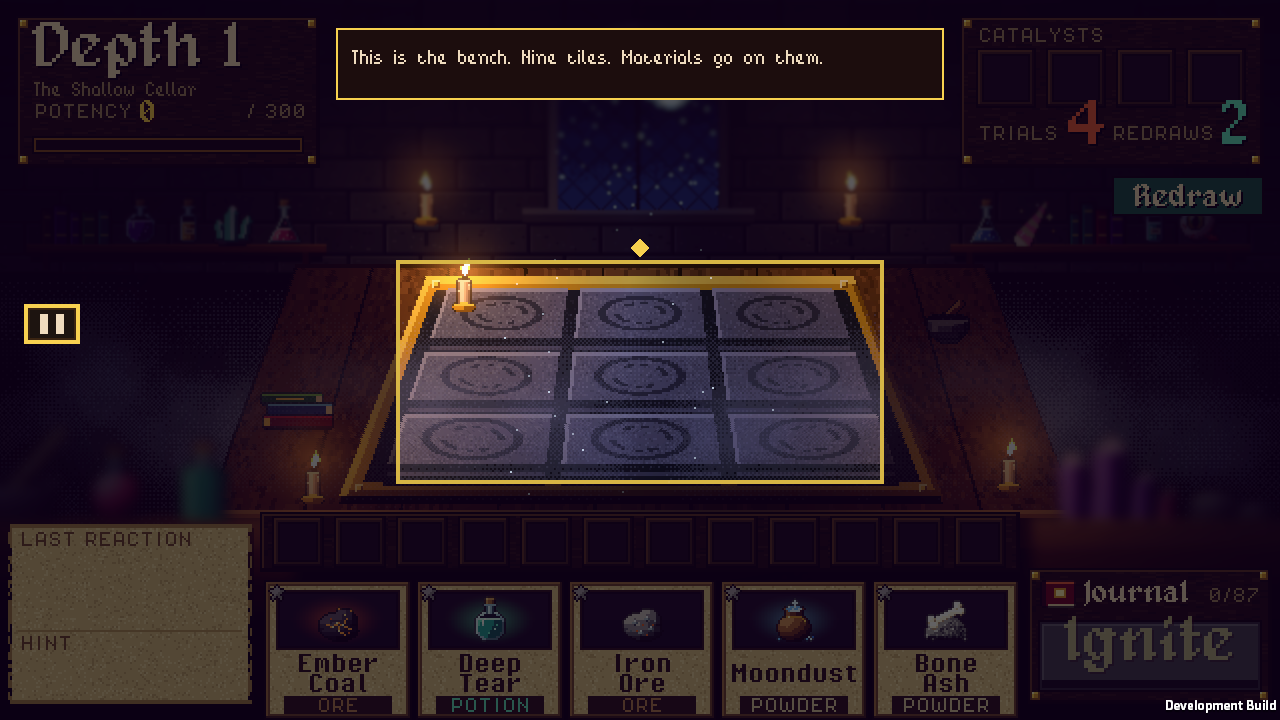 Depth 1
The Shallow Cellar
POTENCY 0 / 300
This is the bench. Nine tiles. Materials go on them.
CATALYSTS
TRIALS 4 REDRAWS 2
Redraw
LAST REACTION
HINT
Ember
Coal
ORE
Deep
Tear
POTION
Iron
Ore
ORE
Moondust
POWDER
Bone
Ash
POWDER
Journal 0/87
Ignite
Development Build